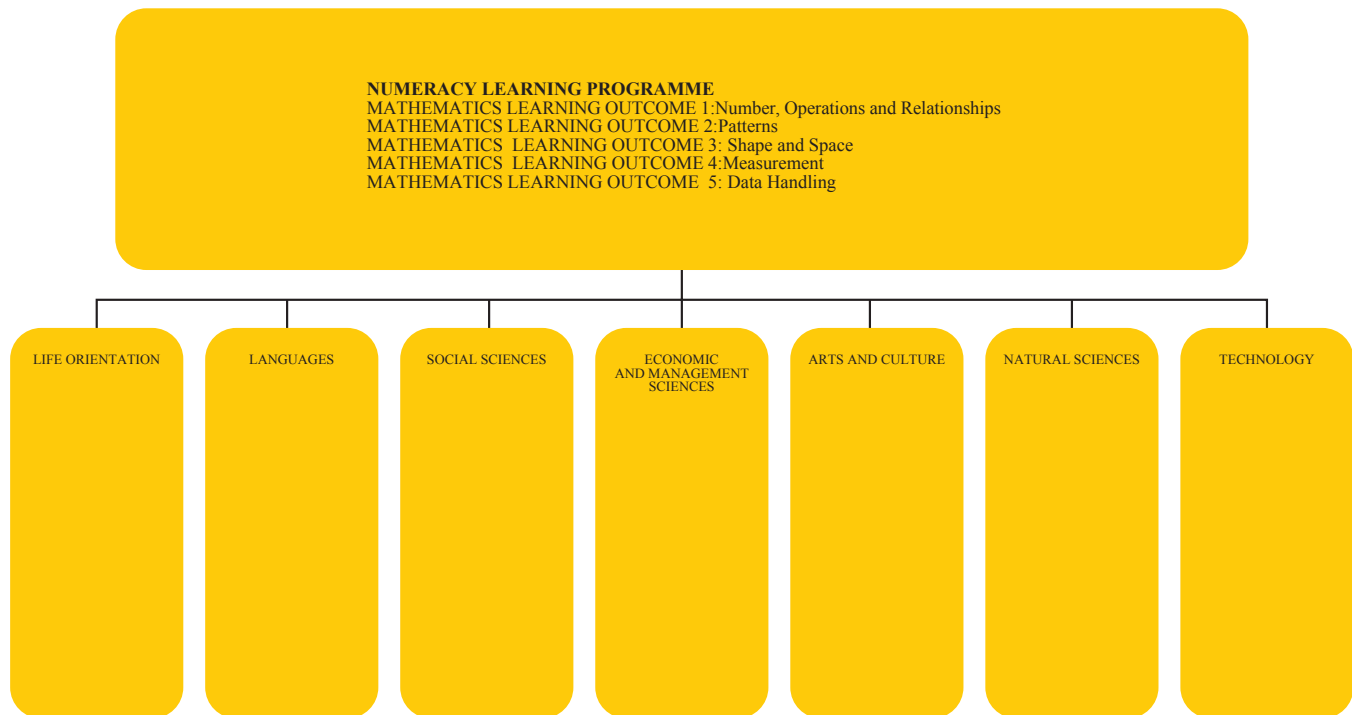 NUMERACY LEARNING PROGRAMME
MATHEMATICS LEARNING OUTCOME 1:Number, Operations and Relationships
MATHEMATICS LEARNING OUTCOME 2:Patterns
MATHEMATICS  LEARNING OUTCOME 3: Shape and Space
MATHEMATICS  LEARNING OUTCOME 4:Measurement
MATHEMATICS LEARNING OUTCOME  5: Data Handling
LIFE ORIENTATION
LANGUAGES
SOCIAL SCIENCES
ECONOMIC
AND MANAGEMENT
SCIENCES
ARTS AND CULTURE
NATURAL SCIENCES
TECHNOLOGY